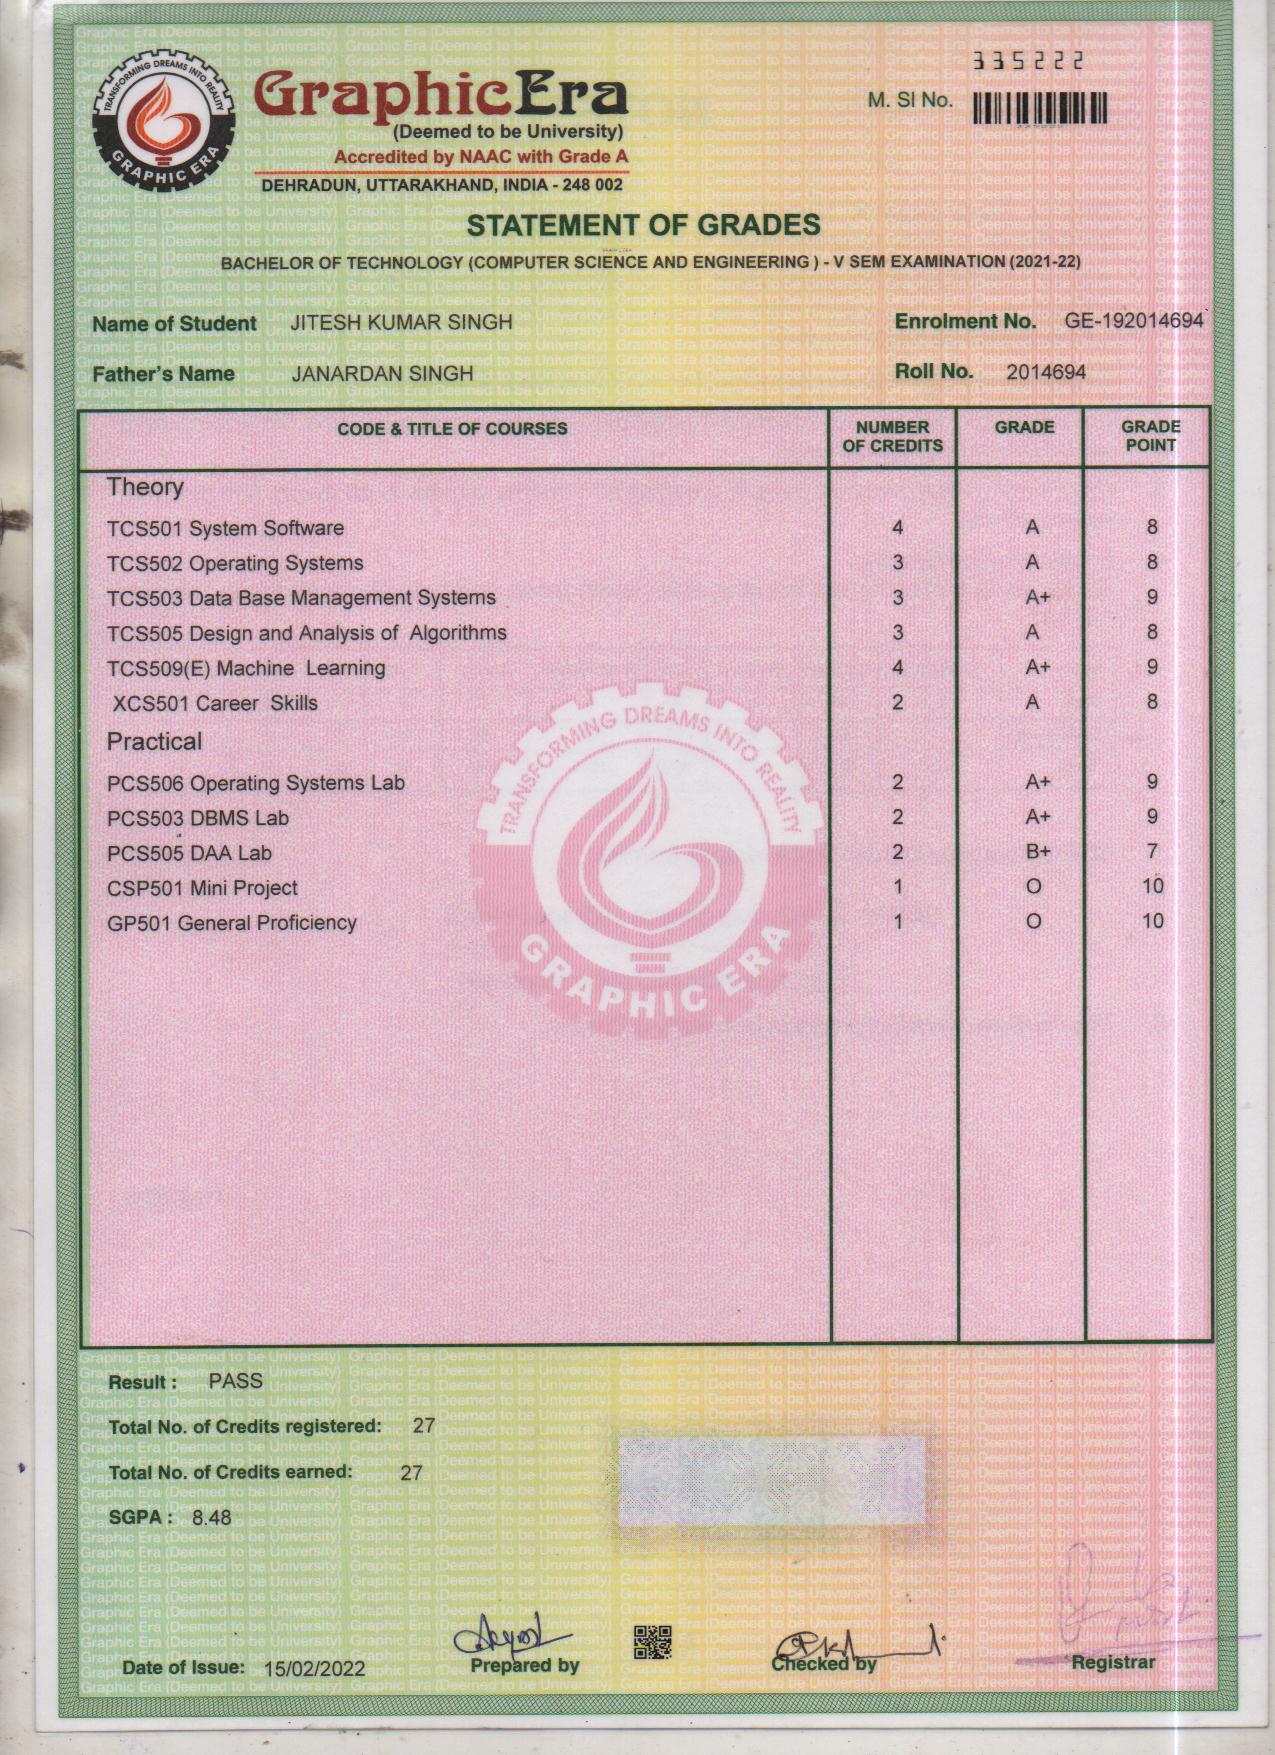 TRANSFORMING DREAMS INTO REALITY
GRAPHIC ERA
GraphicEra
(Deemed to be University)
Accredited by NAAC with Grade A
DEHRADUN, UTTARAKHAND, INDIA - 248 002
335222
M. SI No.
STATEMENT OF GRADES
BACHELOR OF TECHNOLOGY (COMPUTER SCIENCE AND ENGINEERING ) - V SEM EXAMINATION (2021-22)
Name of Student JITESH KUMAR SINGH Enrolment No. GE-192014694
Father's Name JANARDAN SINGH Roll No. 2014694
CODE & TITLE OF COURSES NUMBER OF CREDITS GRADE GRADE POINT
Theory
TCS501 System Software 4 A 8
TCS502 Operating Systems 3 A 8
TCS503 Data Base Management Systems 3 A+ 9
TCS505 Design and Analysis of Algorithms 3 A 8
TCS509(E) Machine Learning 4 A+ 9
XCS501 Career Skills 2 A 8
Practical
PCS506 Operating Systems Lab 2 A+ 9
PCS503 DBMS Lab 2 A+ 9
PCS505 DAA Lab 2 B+ 7
CSP501 Mini Project 1 O 10
GP501 General Proficiency 1 O 10
TRANSFORMING DREAMS INTO REALITY
GRAPHIC ERA
Result : PASS
Total No. of Credits registered: 27
Total No. of Credits earned: 27
SGPA : 8.48
Date of Issue: 15/02/2022 Prepared by Checked by Registrar